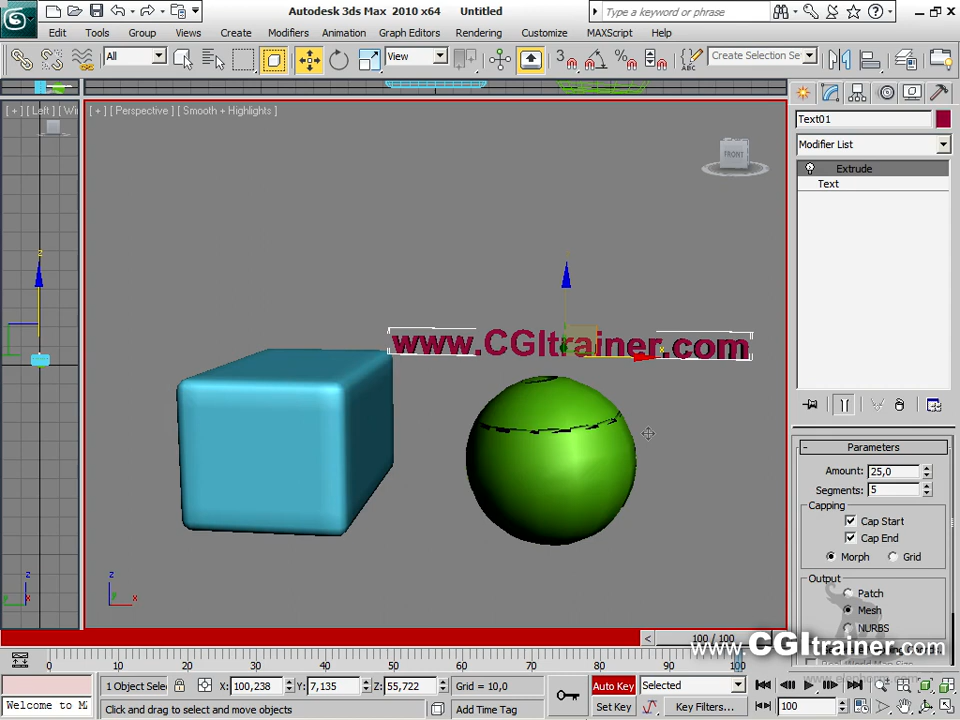 Autodesk 3ds Max 2010 x64 Untitled
Type a keyword or phrase
Edit Tools Group Views Create Modifiers Animation Graph Editors Rendering Customize MAXScript Help
All
View
3
ABC
Create Selection Se
[ + ] [ Left ] [ Wi
[ + ] [ Perspective ] [ Smooth + Highlights ]
FRONT
Text01
Modifier List
Extrude
Text
z
z
www.CGItrainer.com
x
Parameters
Amount: 25,0
Segments: 5
Capping
Cap Start
Cap End
Morph Grid
Output
Patch
Mesh
NURBS
z
x
z
x
< 100 / 100
www.CGItrainer.com
0 10 20 30 40 50 60 70 80 90 100
1 Object Selec X: 100,238 Y: 7,135 Z: 55,722 Grid = 10,0 Auto Key Selected
Welcome to M Click and drag to select and move objects Add Time Tag Set Key Key Filters... 100